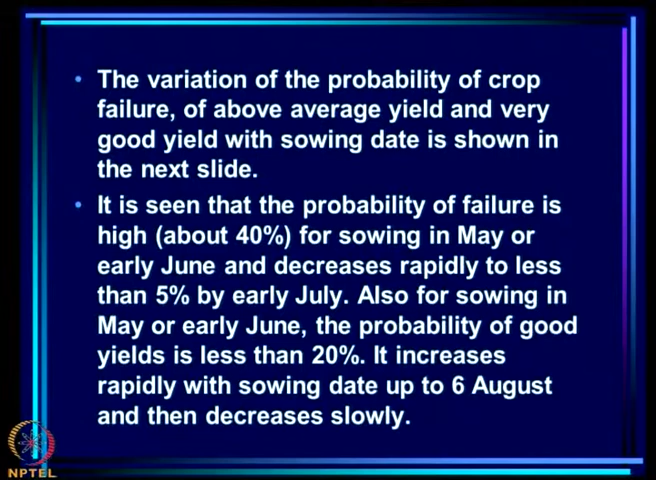 • The variation of the probability of crop
failure, of above average yield and very
good yield with sowing date is shown in
the next slide.
• It is seen that the probability of failure is
high (about 40%) for sowing in May or
early June and decreases rapidly to less
than 5% by early July. Also for sowing in
May or early June, the probability of good
yields is less than 20%. It increases
rapidly with sowing date up to 6 August
and then decreases slowly.
NPTEL